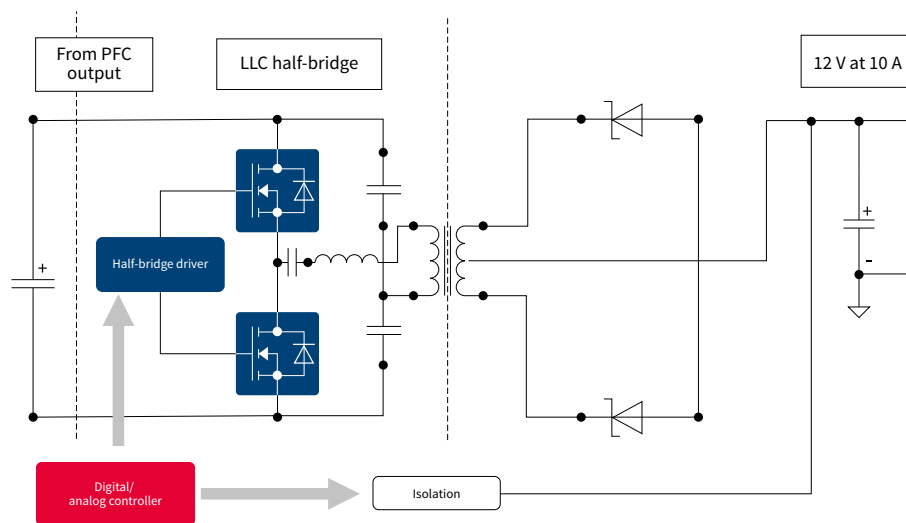 From PFC
output
LLC half-bridge
12 V at 10 A
Half-bridge driver
+
+
-
Digital/
analog controller
Isolation